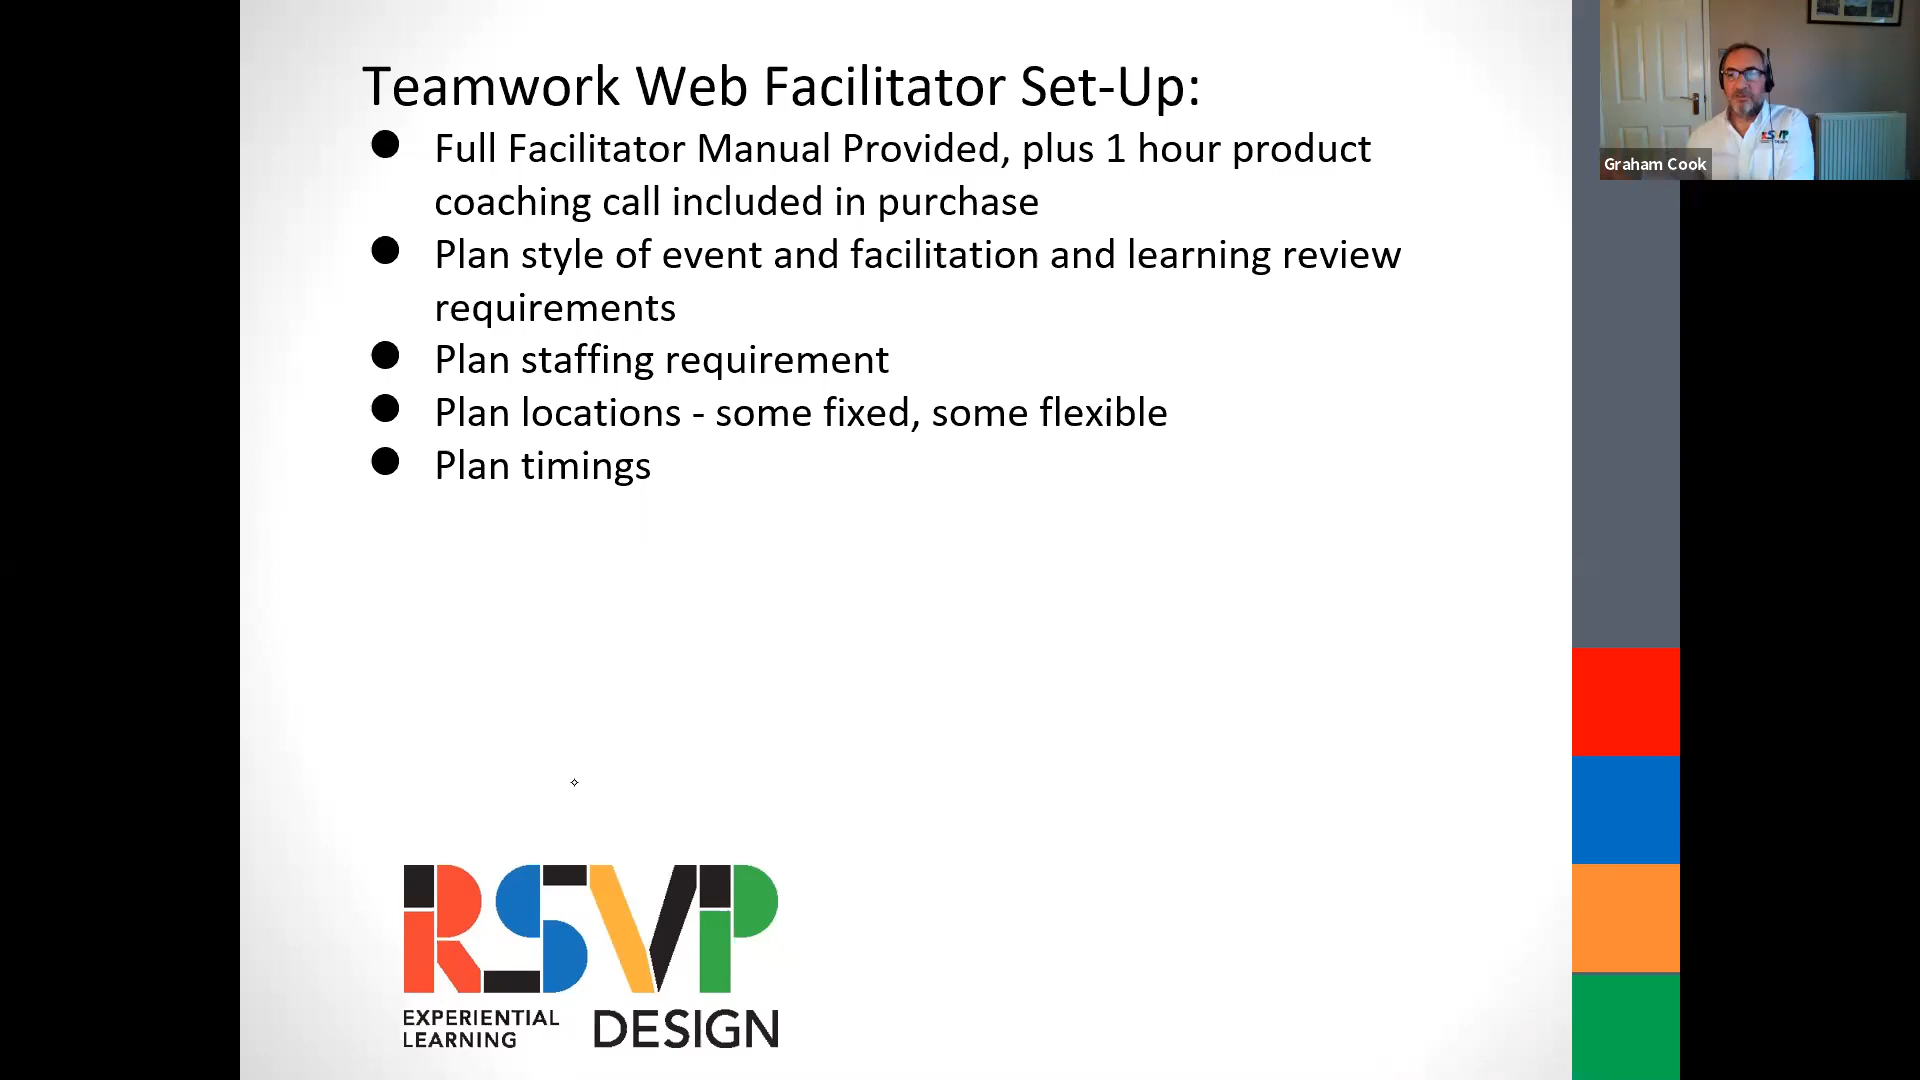 Teamwork Web Facilitator Set-Up:
● Full Facilitator Manual Provided, plus 1 hour product
coaching call included in purchase
● Plan style of event and facilitation and learning review
requirements
● Plan staffing requirement
● Plan locations - some fixed, some flexible
● Plan timings
Graham Cook
RSVP
DESIGN
RSVP
EXPERIENTIAL
LEARNING
DESIGN